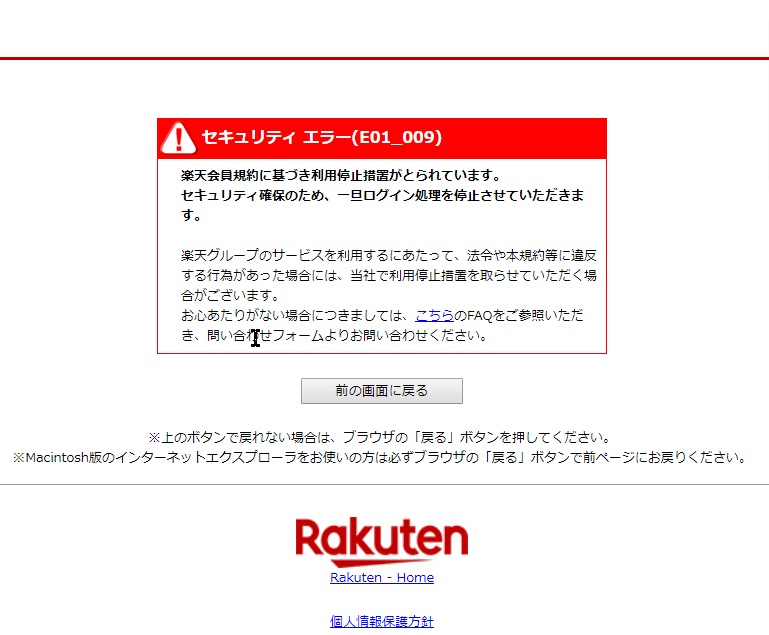 セキュリティ エラー(E01_009)
楽天会員規約に基づき利用停止措置がとられています。
セキュリティ確保のため、一旦ログイン処理を停止させていただきま
す。
楽天グループのサービスを利用するにあたって、法令や本規約等に違反
する行為があった場合には、当社で利用停止措置を取らせていただく場
合がございます。
お心あたりがない場合につきましては、こちらのFAQをご参照いただ
き、問い合わせフォームよりお問い合わせください。
前の画面に戻る
※上のボタンで戻れない場合は、ブラウザの「戻る」ボタンを押してください。
※Macintosh版のインターネットエクスプローラをお使いの方は必ずブラウザの「戻る」ボタンで前ページにお戻りください。
Rakuten
Rakuten - Home
個人情報保護方針